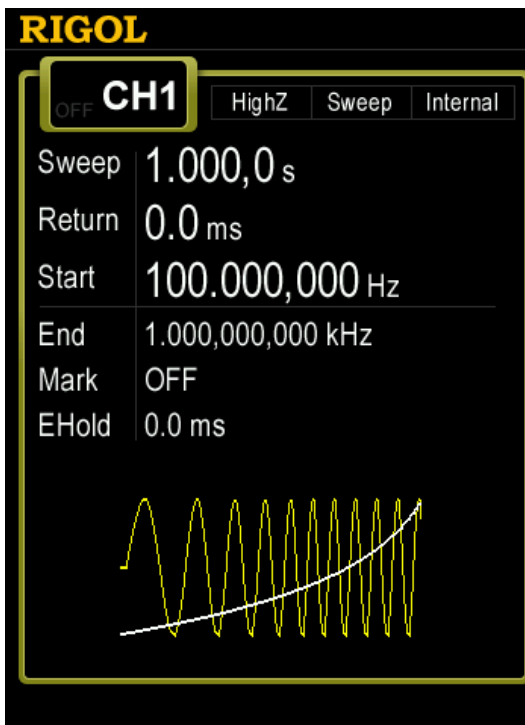 RIGOL
OFF CH1 HighZ Sweep Internal
Sweep 1.000,0 s
Return 0.0 ms
Start 100.000,000 Hz
End 1.000,000,000 kHz
Mark OFF
EHold 0.0 ms